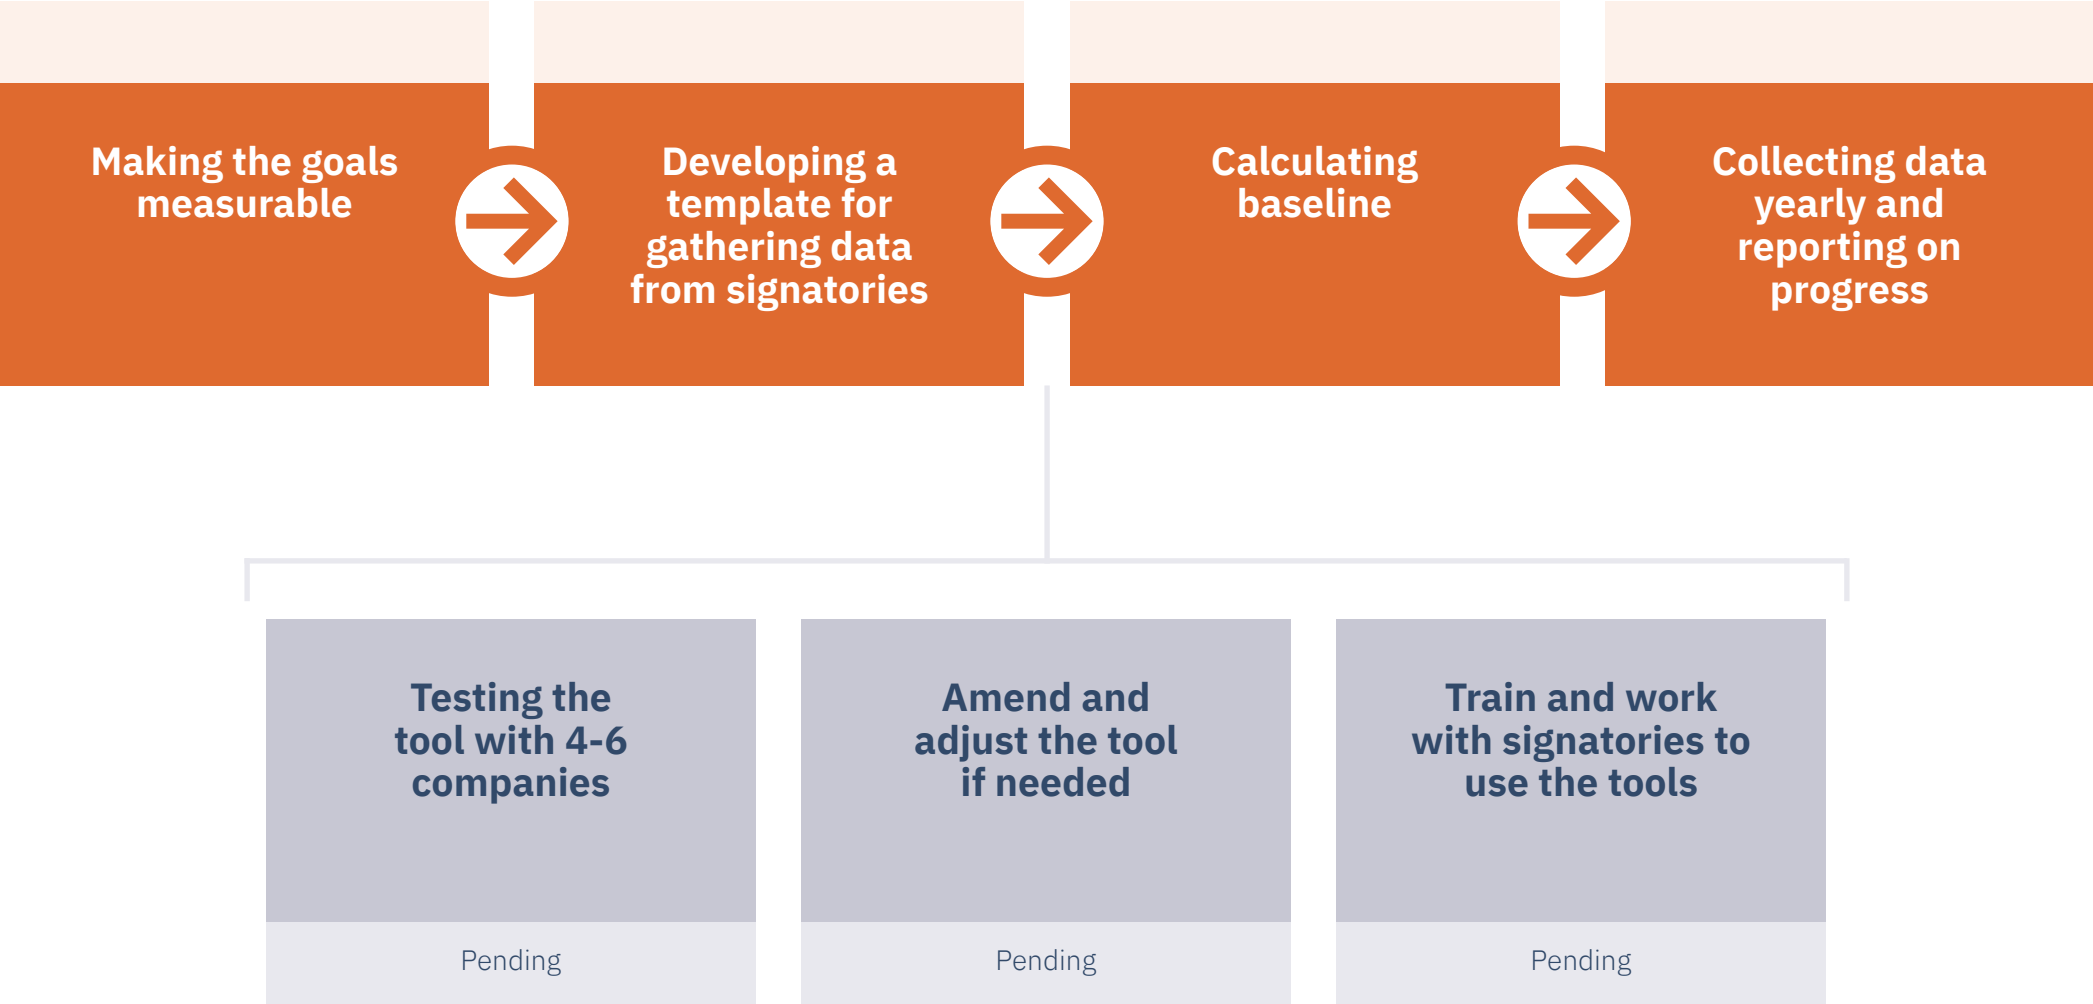 Making the goals
measurable
Developing a
template for
gathering data
from signatories
Calculating
baseline
Collecting data
yearly and
reporting on
progress
Testing the
tool with 4-6
companies
Amend and
adjust the tool
if needed
Train and work
with signatories to
use the tools
Pending
Pending
Pending